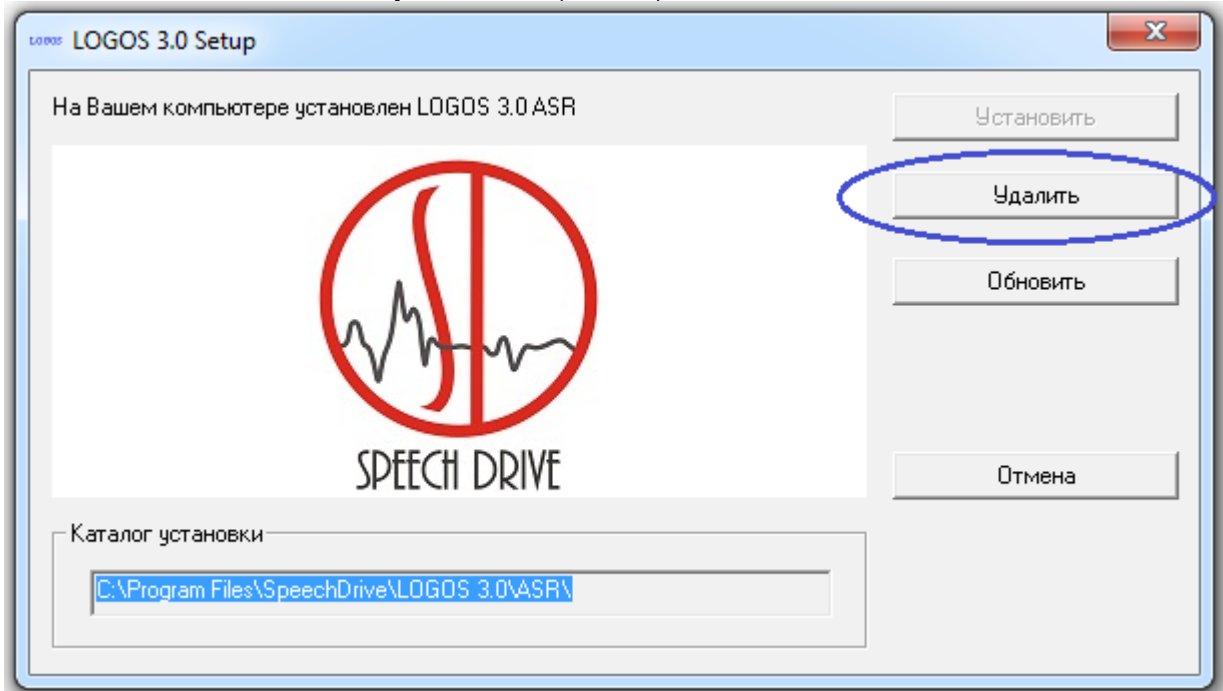 LOGOS LOGOS 3.0 Setup
На Вашем компьютере установлен LOGOS 3.0 ASR
Установить
Удалить
Обновить
SPEECH DRIVE
Отмена
Каталог установки
C:\Program Files\SpeechDrive\LOGOS 3.0\ASR\